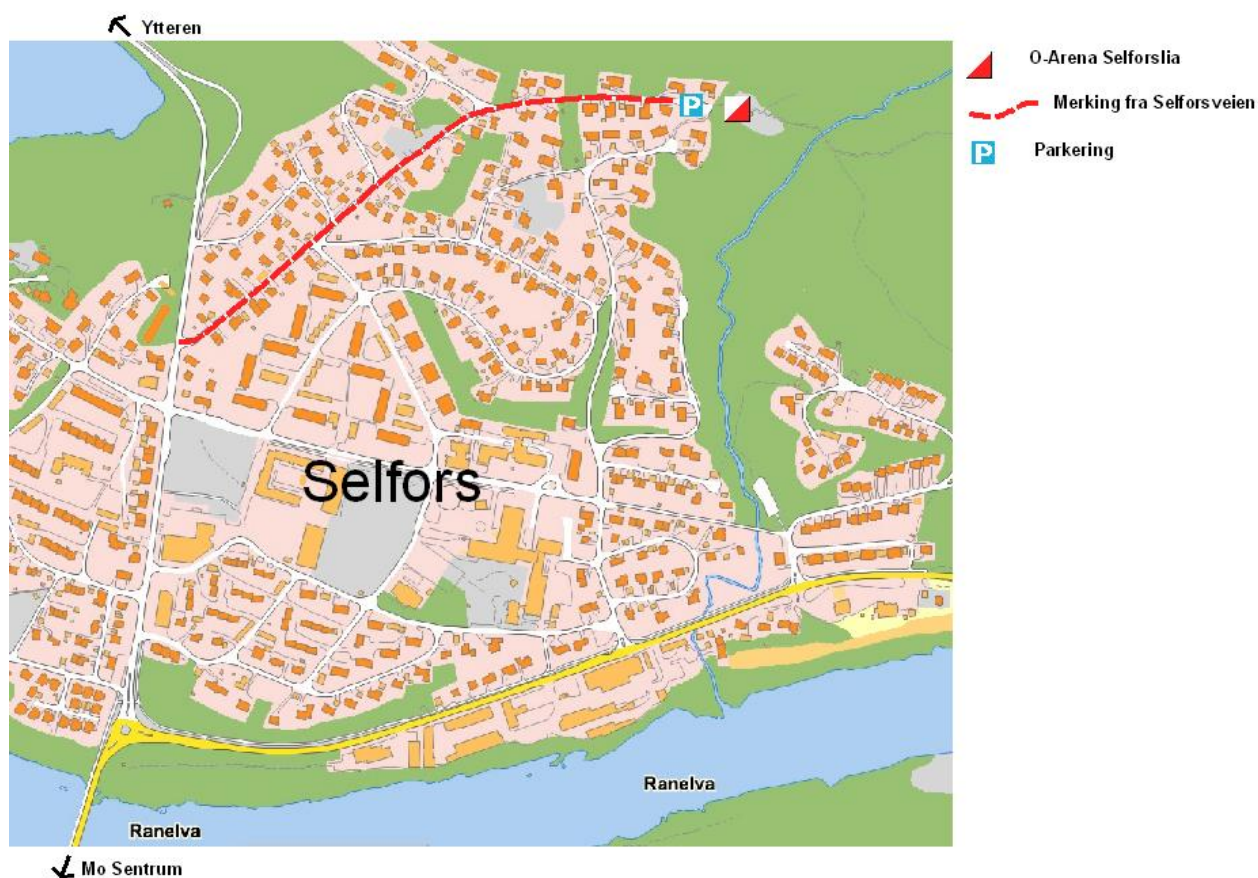 Ytteren
O-Arena Selforslia
Merking fra Selforsveien
P
P Parkering
Selfors
Ranelva
Ranelva
Mo Sentrum